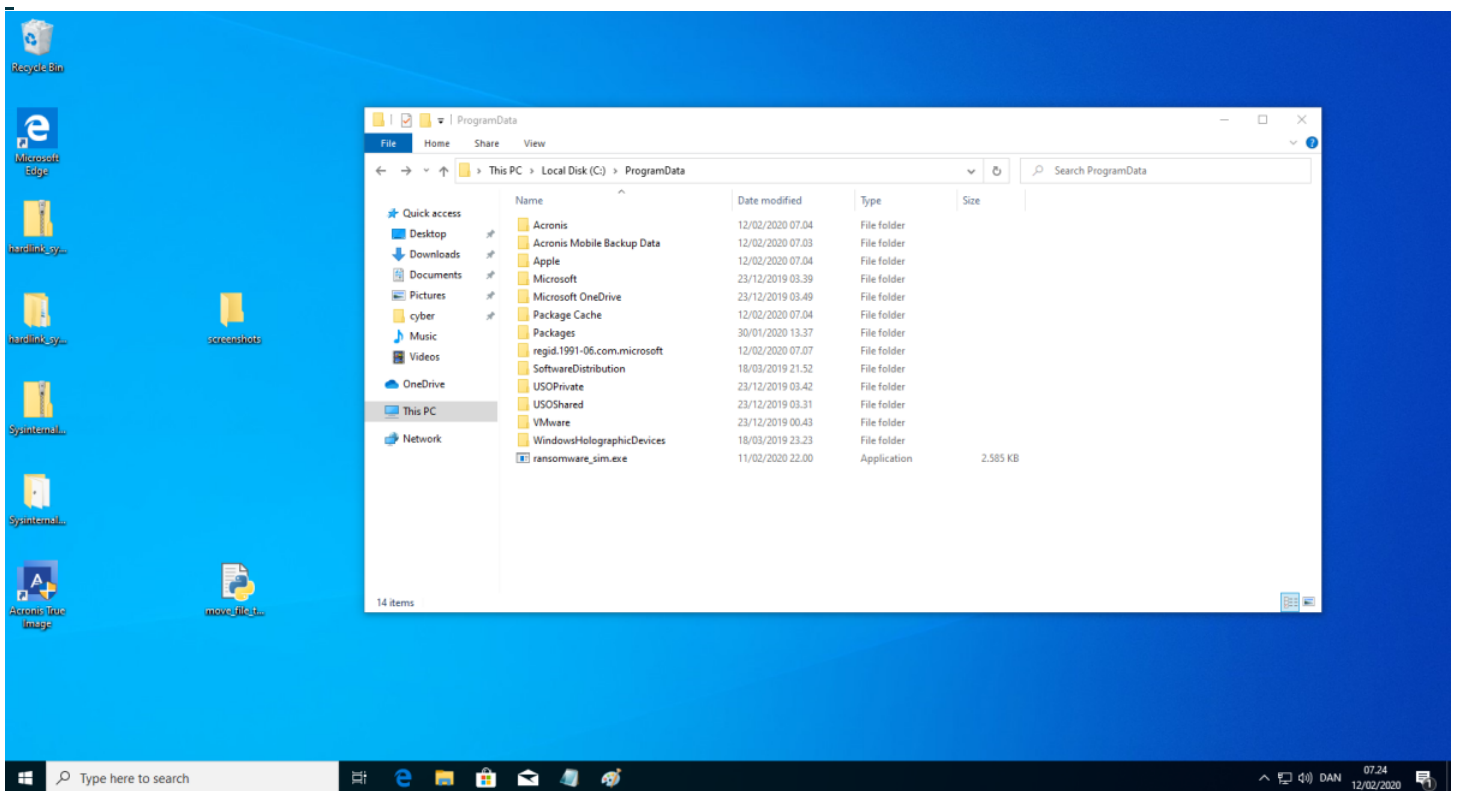 Recycle Bin
Microsoft
Edge
hardlink_sy...
hardlink_sy...
screenshots
Sysinternal...
Sysinternal...
Acronis True
Image
move_file_t...
ProgramData
File Home Share View
This PC > Local Disk (C:) > ProgramData
Search ProgramData
Name Date modified Type Size
Quick access
Desktop
Downloads
Documents
Pictures
cyber
Music
Videos
OneDrive
This PC
Network
Acronis 12/02/2020 07.04 File folder
Acronis Mobile Backup Data 12/02/2020 07.03 File folder
Apple 12/02/2020 07.04 File folder
Microsoft 23/12/2019 03.39 File folder
Microsoft OneDrive 23/12/2019 03.49 File folder
Package Cache 12/02/2020 07.04 File folder
Packages 30/01/2020 13.37 File folder
regid.1991-06.com.microsoft 12/02/2020 07.07 File folder
SoftwareDistribution 18/03/2019 21.52 File folder
USOPrivate 23/12/2019 03.42 File folder
USOShared 23/12/2019 03.31 File folder
VMware 23/12/2019 00.43 File folder
WindowsHolographicDevices 18/03/2019 23.23 File folder
ransomware_sim.exe 11/02/2020 22.00 Application 2.585 KB
14 items
Type here to search
DAN
07.24
12/02/2020
1